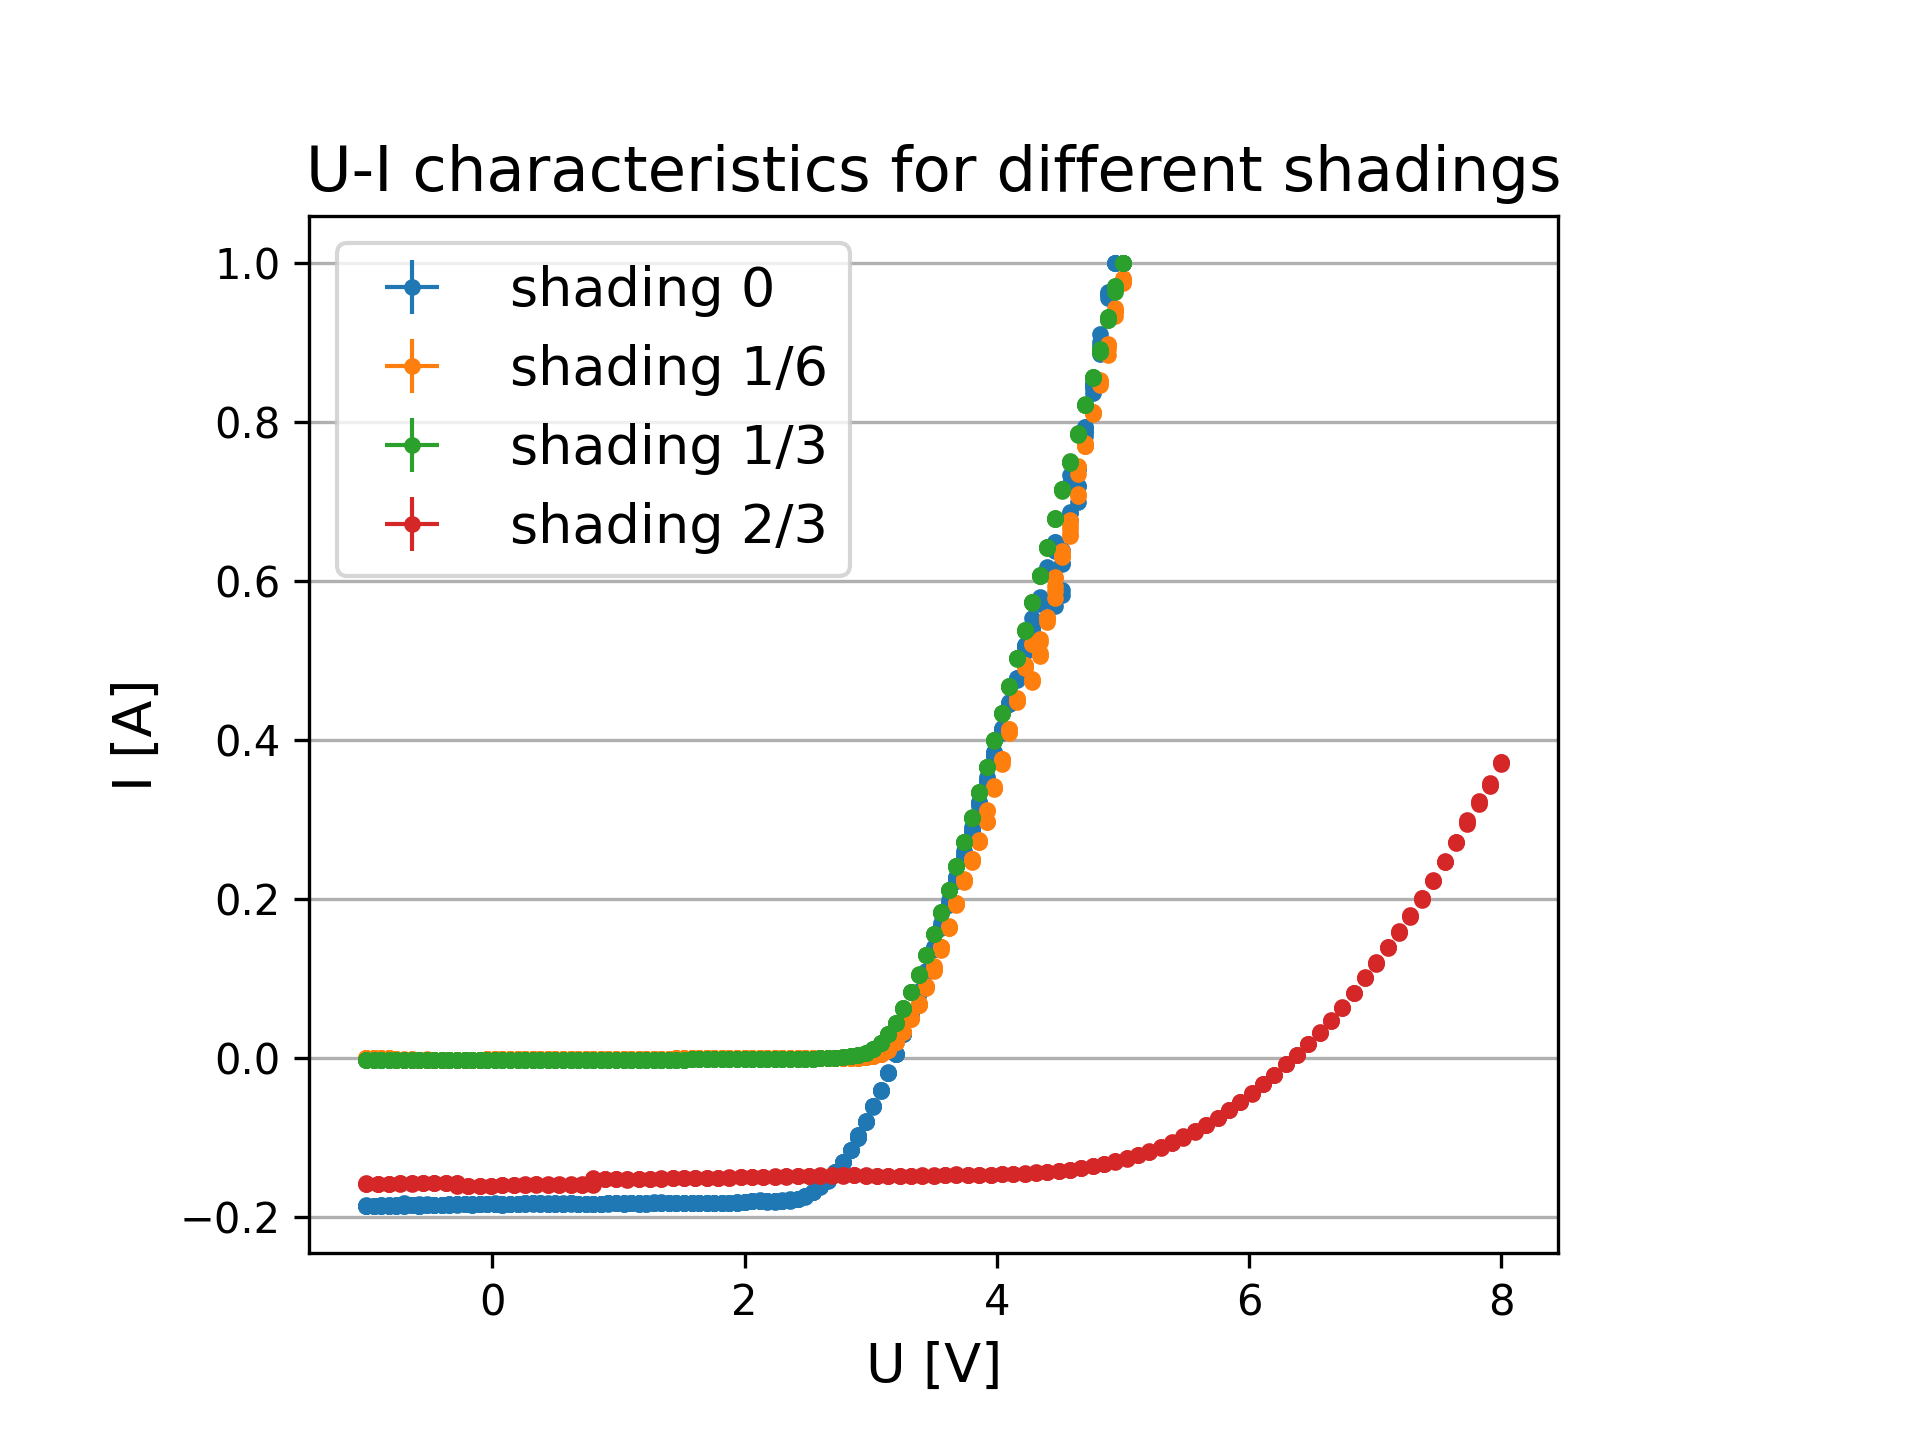 U-I characteristics for different shadings
1.0
0.8
0.6
0.4
0.2
0.0
−0.2
I [A]
shading 0
shading 1/6
shading 1/3
shading 2/3
0 2 4 6 8
U [V]